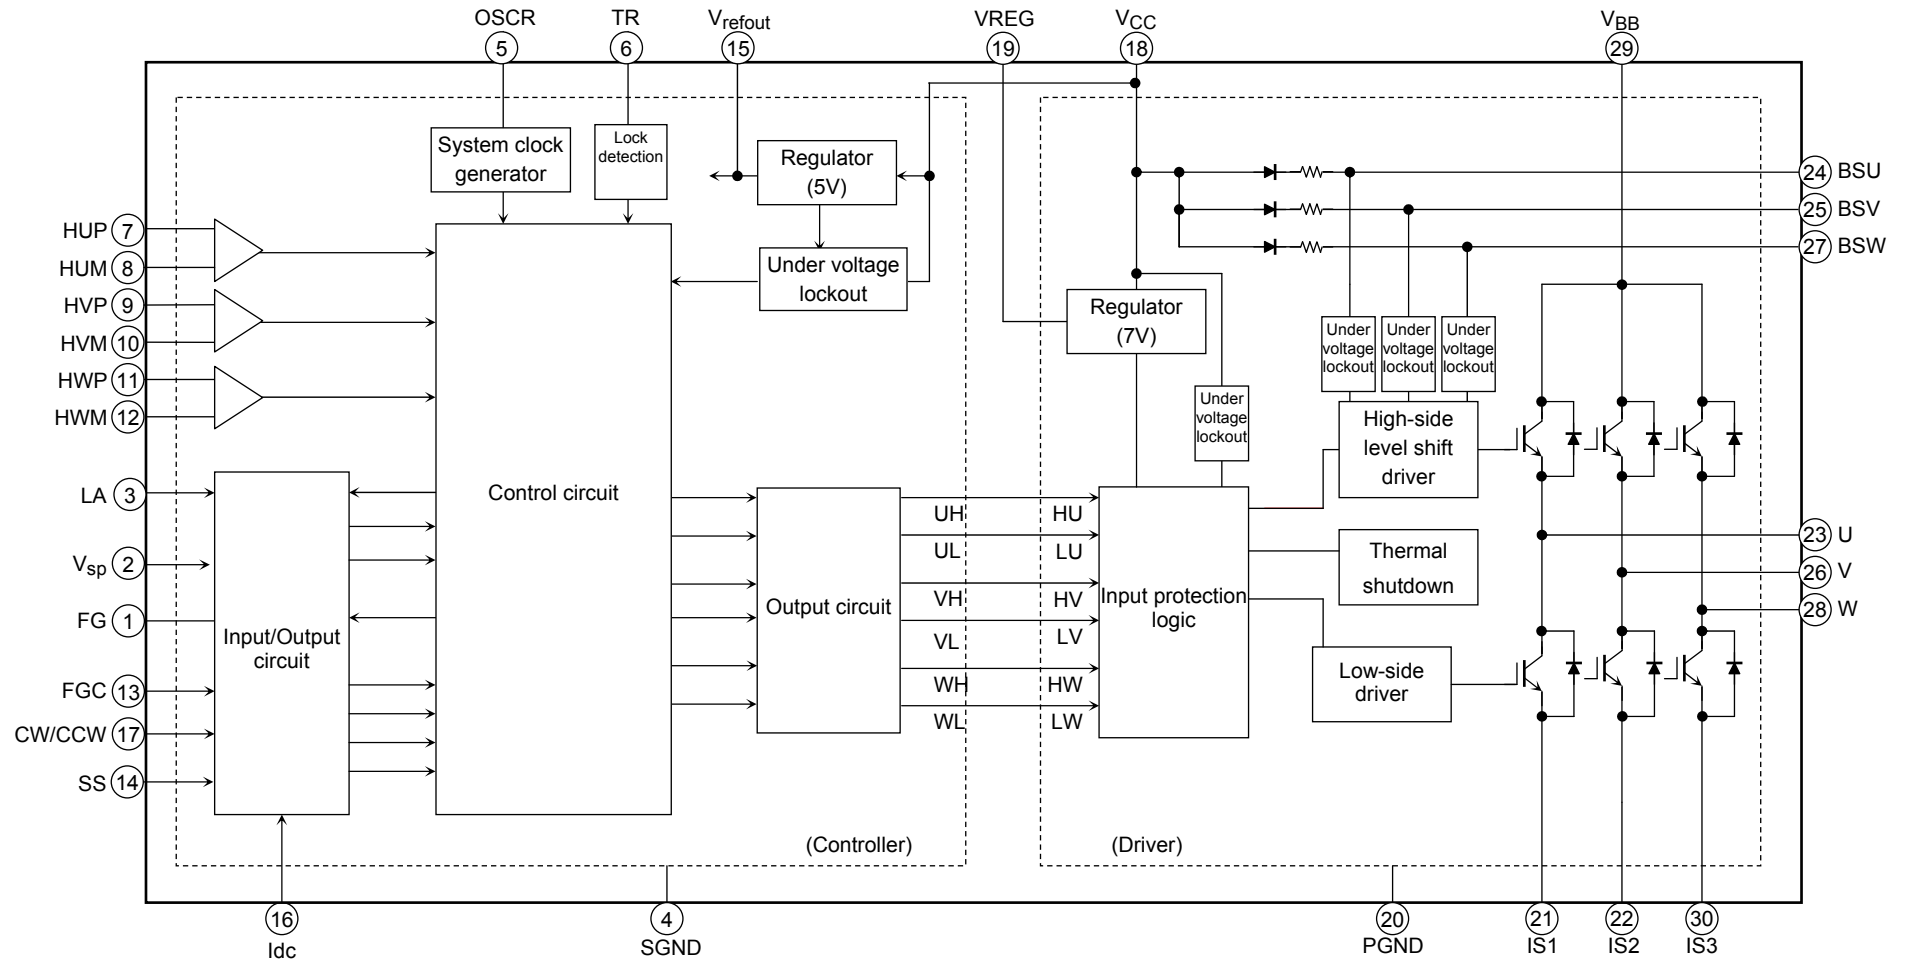 OSCR
TR
Vrefout
VREG
VCC
VBB
5
6
15
19
18
29
System clock
generator
Lock
detection
Regulator
(5V)
Under voltage
lockout
24 BSU
25 BSV
27 BSW
HUP 7
HUM 8
HVP 9
HVM 10
HWP 11
HWM 12
Regulator
(7V)
Under
voltage
lockout
Under
voltage
lockout
Under
voltage
lockout
Under
voltage
lockout
High-side
level shift
driver
LA 3
Vsp 2
FG 1
FGC 13
CW/CCW 17
SS 14
Input/Output
circuit
Control circuit
Output circuit
UH
UL
VH
VL
WH
WL
HU
LU
HV
LV
HW
LW
Input protection
logic
Thermal
shutdown
Low-side
driver
23 U
26 V
28 W
(Controller)
(Driver)
16
Idc
4
SGND
20
PGND
21
IS1
22
IS2
30
IS3